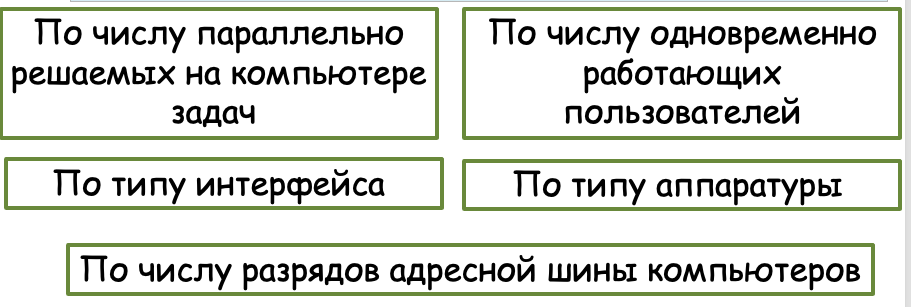 По числу параллельно
решаемых на компьютере
задач
По числу одновременно
работающих
пользователей
По типу интерфейса
По типу аппаратуры
По числу разрядов адресной шины компьютеров